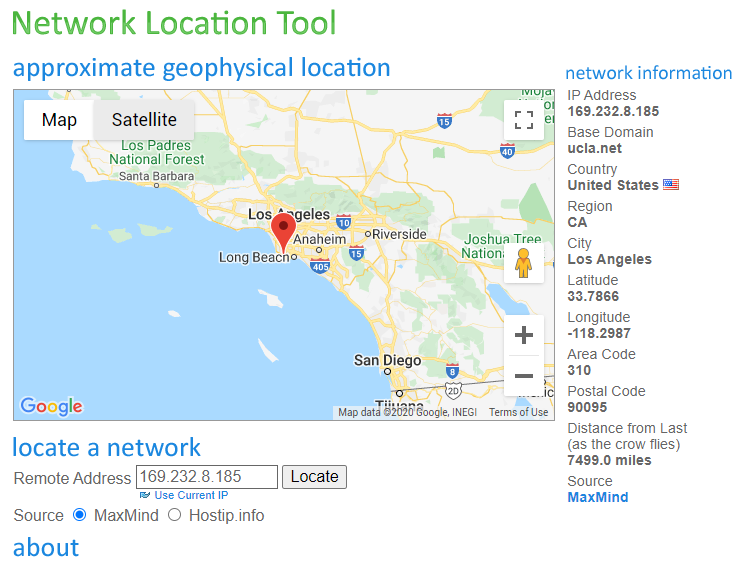 Network Location Tool
approximate geophysical location
Map
Satellite
Mojav
Nation
Los Padres
National Forest
Santa Barbara
15
40
Los Angeles
10
Riverside
Anaheim
15
Joshua Tree
Nationa
Long Beach
405
San Diego
8
2D
Tijuana
Google
Map data ©2020 Google, INEGI
Terms of Use
network information
IP Address
169.232.8.185
Base Domain
ucla.net
Country
United States
Region
CA
City
Los Angeles
Latitude
33.7866
Longitude
-118.2987
Area Code
310
Postal Code
90095
Distance from Last
(as the crow flies)
7499.0 miles
Source
MaxMind
locate a network
Remote Address 169.232.8.185 Locate
Use Current IP
Source MaxMind Hostip.info
about